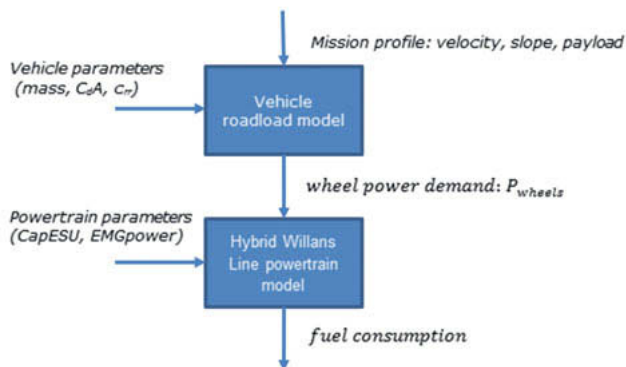 Mission profile: velocity, slope, payload
Vehicle parameters
(mass, CdA, crr)
Vehicle
roadload model
wheel power demand: Pwheels
Powertrain parameters
(CapESU, EMGpower)
Hybrid Willans
Line powertrain
model
fuel consumption